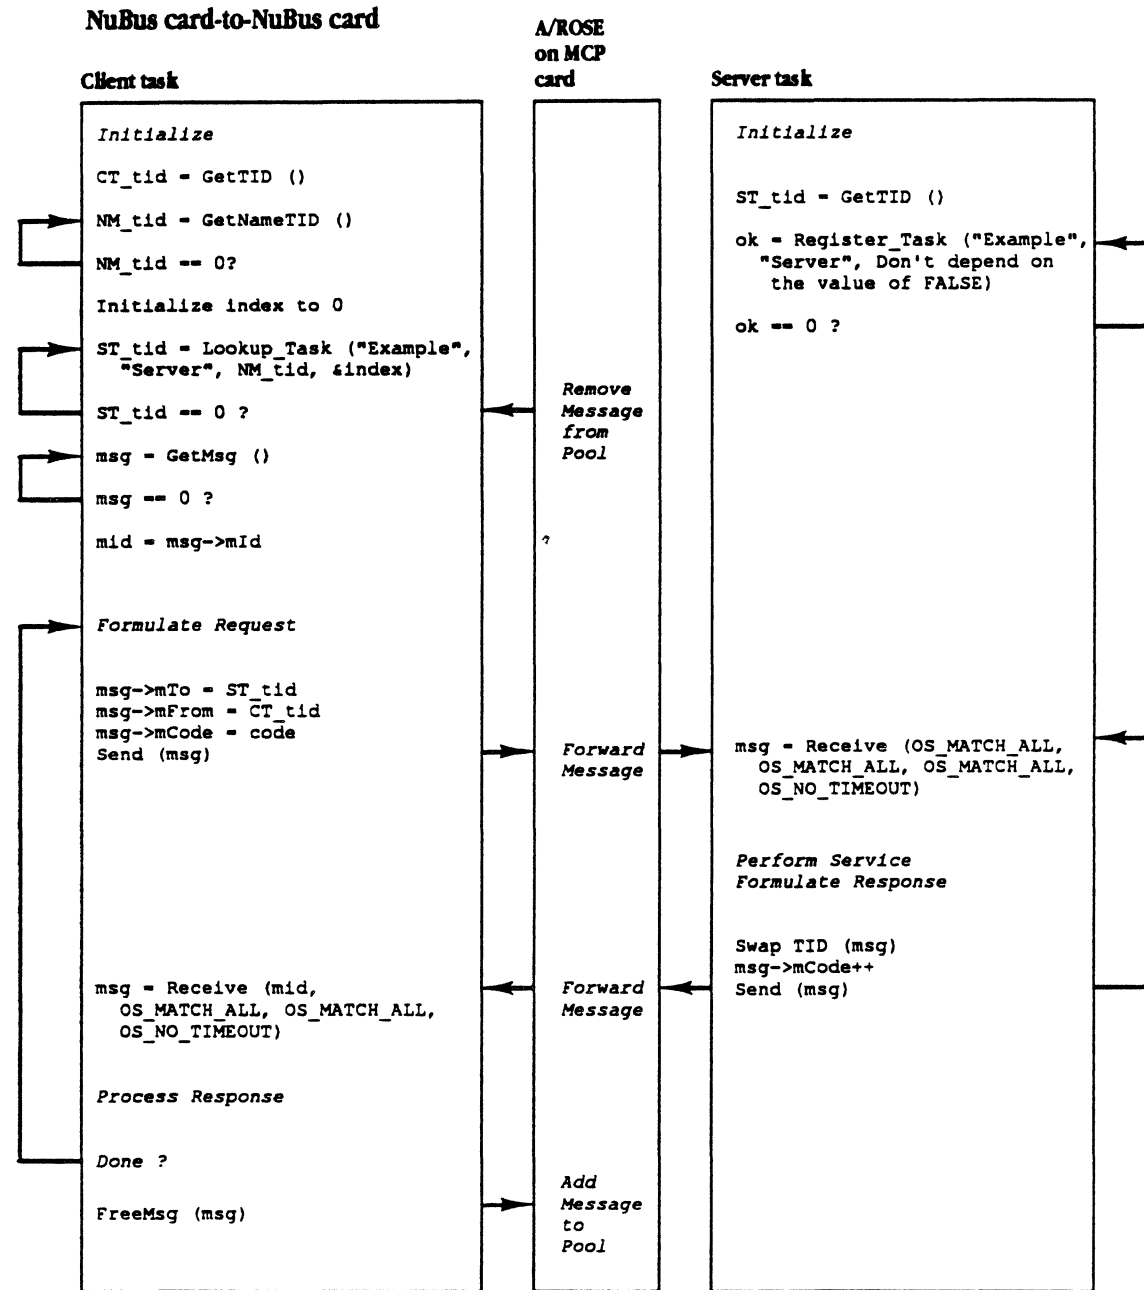 NuBus card-to-NuBus card
A/ROSE
on MCP
card
Client task
Server task
Initialize
CT_tid = GetTID ()
NM_tid = GetNameTID ()
NM_tid == 0?
Initialize index to 0
ST_tid = Lookup_Task ("Example",
"Server", NM_tid, &index)
ST_tid == 0 ?
msg = GetMsg ()
msg == 0 ?
mid = msg->mId
Formulate Request
msg->mTo = ST_tid
msg->mFrom = CT_tid
msg->mCode = code
Send (msg)
msg = Receive (mid,
OS_MATCH_ALL, OS_MATCH_ALL,
OS_NO_TIMEOUT)
Process Response
Done ?
FreeMsg (msg)
Remove
Message
from
Pool
Forward
Message
Forward
Message
Add
Message
to
Pool
Initialize
ST_tid = GetTID ()
ok = Register_Task ("Example",
"Server", Don't depend on
the value of FALSE)
ok == 0 ?
msg = Receive (OS_MATCH_ALL,
OS_MATCH_ALL, OS_MATCH_ALL,
OS_NO_TIMEOUT)
Perform Service
Formulate Response
Swap TID (msg)
msg->mCode++
Send (msg)